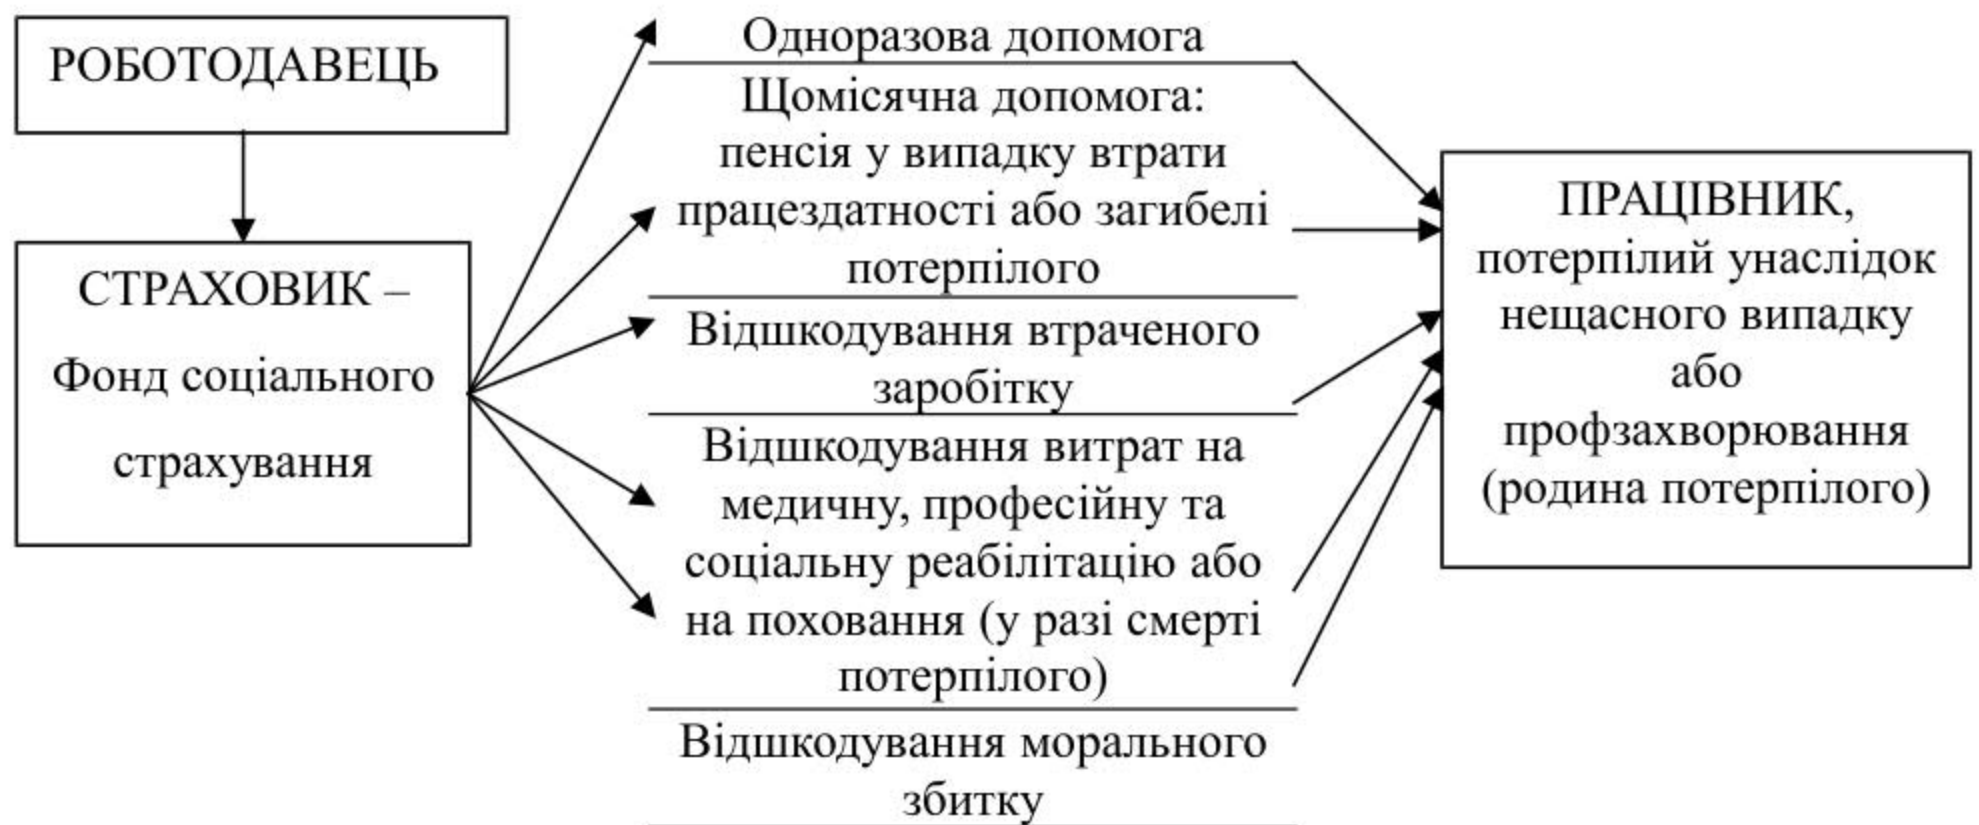 РОБОТОДАВЕЦЬ
СТРАХОВИК –
Фонд соціального
страхування
Одноразова допомога
Щомісячна допомога:
пенсія у випадку втрати
працездатності або загибелі
потерпілого
Відшкодування втраченого
заробітку
Відшкодування витрат на
медичну, професійну та
соціальну реабілітацію або
на поховання (у разі смерті
потерпілого)
Відшкодування морального
збитку
ПРАЦІВНИК,
потерпілий унаслідок
нещасного випадку
або
профзахворювання
(родина потерпілого)